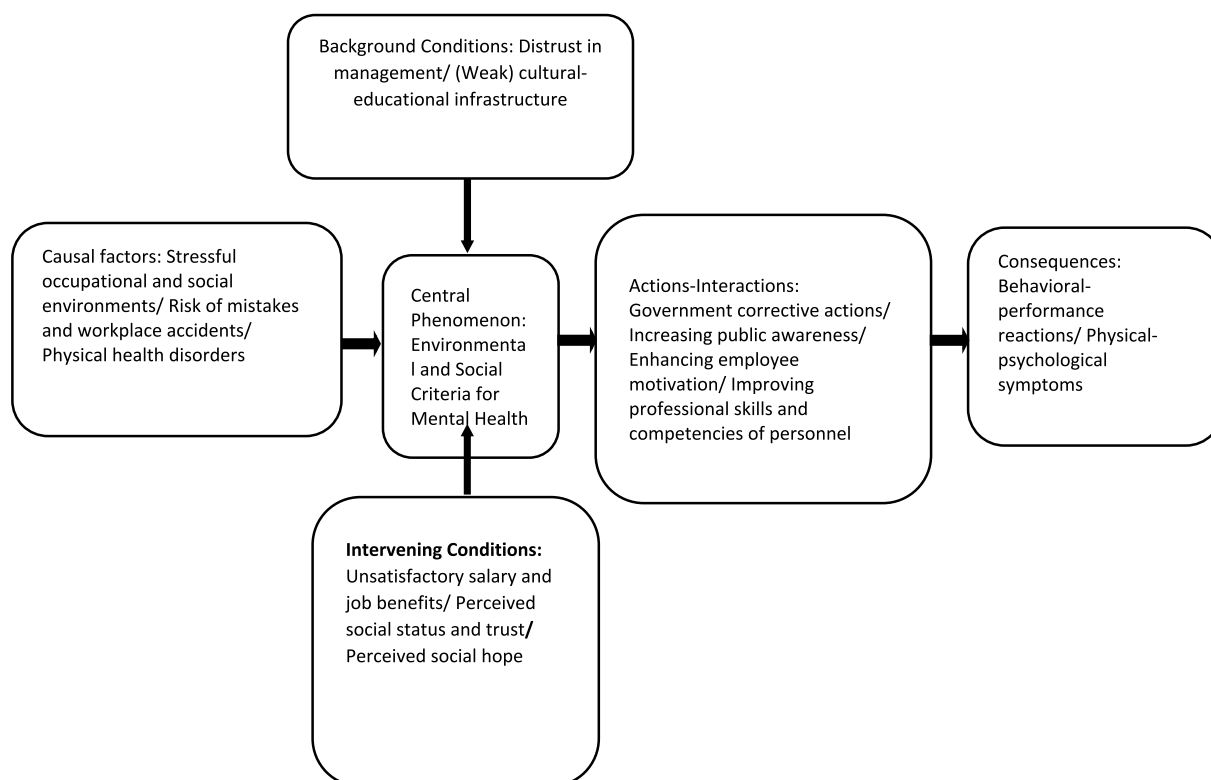 Background Conditions: Distrust in
management/ (Weak) cultural-
educational infrastructure
Causal factors: Stressful
occupational and social
environments/ Risk of mistakes
and workplace accidents/
Physical health disorders
Central
Phenomenon:
Environmenta
l and Social
Criteria for
Mental Health
Actions-Interactions:
Government corrective actions/
Increasing public awareness/
Enhancing employee
motivation/ Improving
professional skills and
competencies of personnel
Consequences:
Behavioral-
performance
reactions/ Physical-
psychological
symptoms
Intervening Conditions:
Unsatisfactory salary and
job benefits/ Perceived
social status and trust/
Perceived social hope